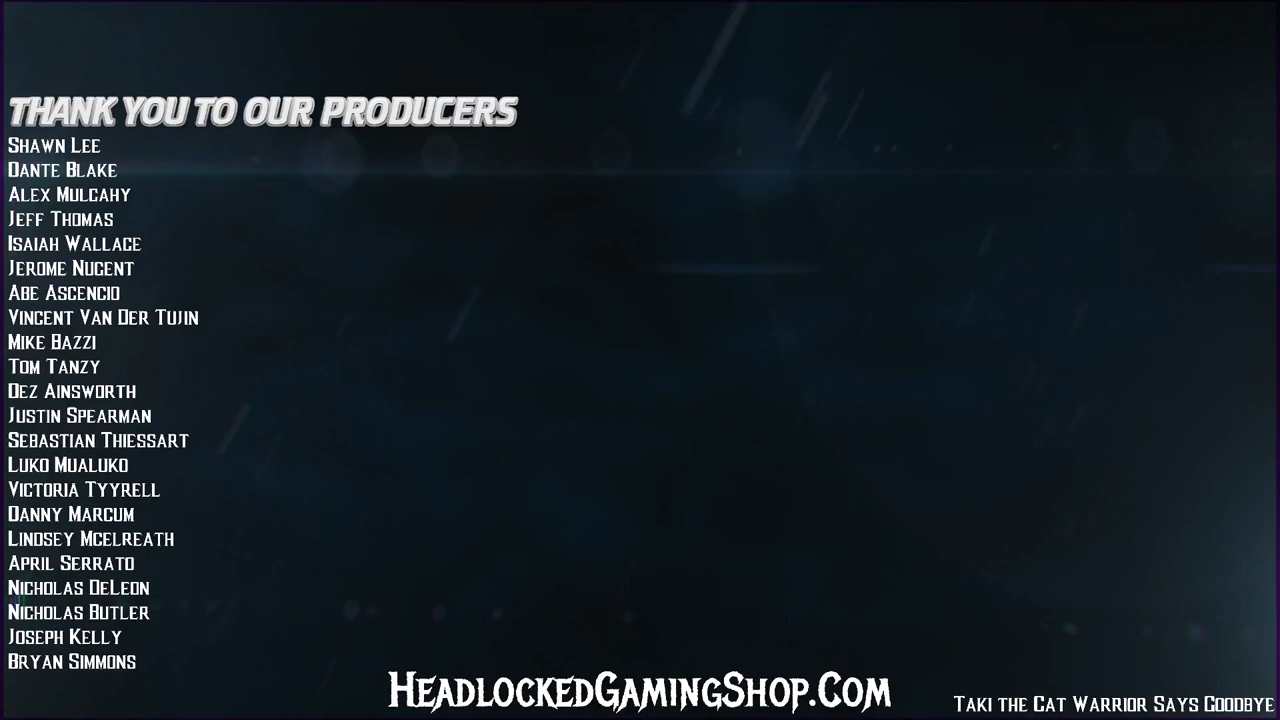 THANK YOU TO OUR PRODUCERS
SHAWN LEE
DANTE BLAKE
ALEX MULCAHY
JEFF THOMAS
ISAIAH WALLACE
JEROME NUGENT
ABE ASCENCIO
VINCENT VAN DER TUJIN
MIKE BAZZI
TOM TANZY
DEZ AINSWORTH
JUSTIN SPEARMAN
SEBASTIAN THIESSART
LUKO MUALUKO
VICTORIA TYYRELL
DANNY MARCUM
LINDSEY MCELREATH
APRIL SERRATO
NICHOLAS DELEON
NICHOLAS BUTLER
JOSEPH KELLY
BRYAN SIMMONS
HEADLOCKEDGAMINGSHOP.COM
TAKI THE CAT WARRIOR SAYS GOODBYE